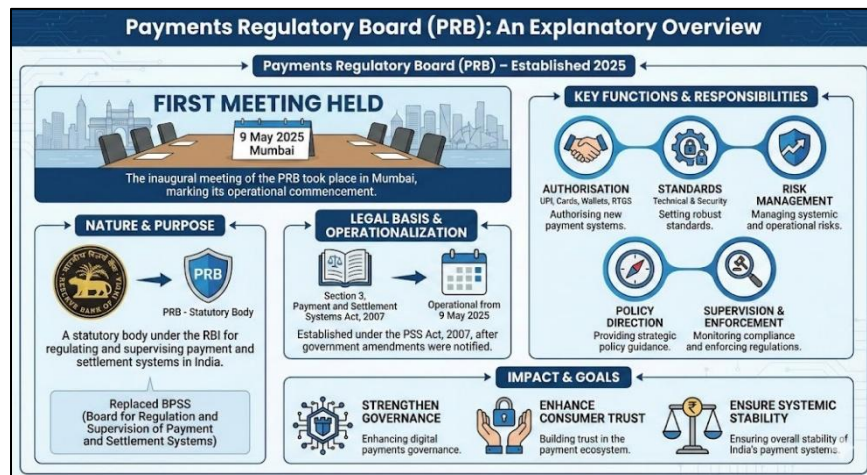 Payments Regulatory Board (PRB): An Explanatory Overview
Payments Regulatory Board (PRB) – Established 2025
FIRST MEETING HELD
9 May 2025
Mumbai
The inaugural meeting of the PRB took place in Mumbai,
marking its operational commencement.
NATURE & PURPOSE
भारतीय रिज़र्व बैंक
RESERVE BANK OF INDIA
PRB
PRB - Statutory Body
A statutory body under the RBI for
regulating and supervising payment and
settlement systems in India.
Replaced BPSS
(Board for Regulation and
Supervision of Payment
and Settlement Systems)
LEGAL BASIS &
OPERATIONALIZATION
Section 3,
Payment and Settlement
Systems Act, 2007
Operational from
9 May 2025
Established under the PSS Act, 2007, after
government amendments were notified.
KEY FUNCTIONS & RESPONSIBILITIES
AUTHORISATION
UPI, Cards, Wallets, RTGS
Authorising new
payment systems.
STANDARDS
Technical & Security
Setting robust
standards.
RISK
MANAGEMENT
Managing systemic
and operational risks.
POLICY
DIRECTION
Providing strategic
policy guidance.
SUPERVISION &
ENFORCEMENT
Monitoring compliance
and enforcing regulations.
IMPACT & GOALS
STRENGTHEN
GOVERNANCE
Enhancing digital
payments governance.
ENHANCE
CONSUMER TRUST
Building trust in the
payment ecosystem.
₹
ENSURE SYSTEMIC
STABILITY
Ensuring overall stability of
India's payment systems.